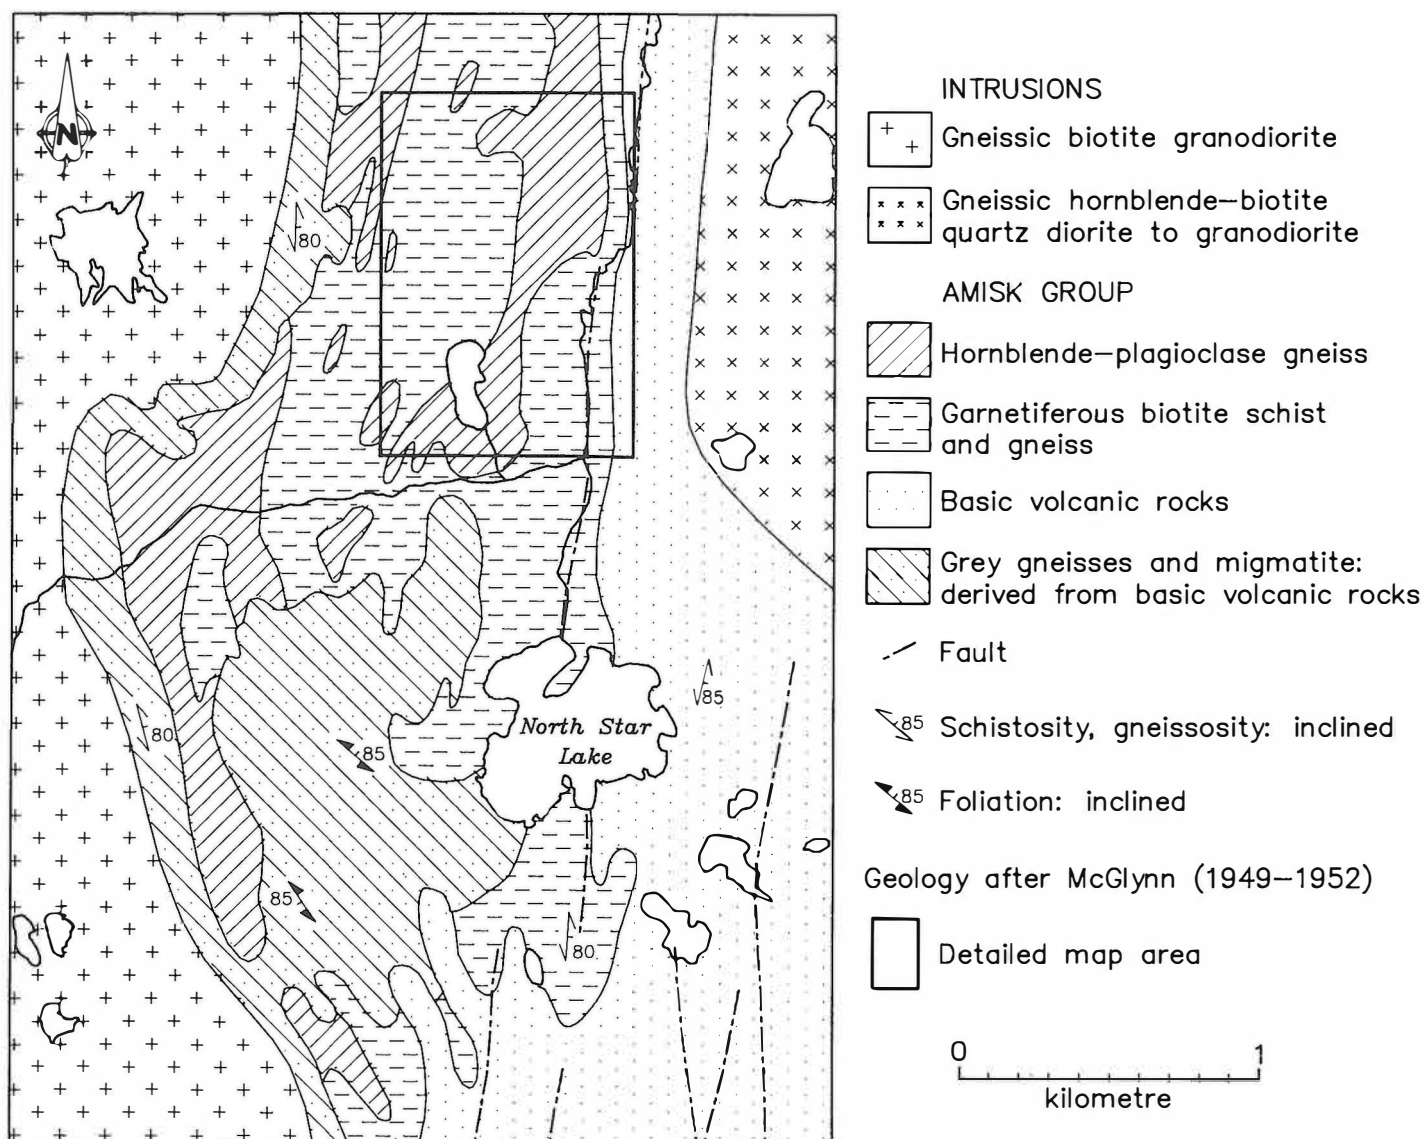 N
80
80
85
85
85
80
North Star
Lake
INTRUSIONS
Gneissic biotite granodiorite
Gneissic hornblende–biotite
quartz diorite to granodiorite
AMISK GROUP
Hornblende–plagioclase gneiss
Garnetiferous biotite schist
and gneiss
Basic volcanic rocks
Grey gneisses and migmatite:
derived from basic volcanic rocks
Fault
85 Schistosity, gneissosity: inclined
85 Foliation: inclined
Geology after McGlynn (1949–1952)
Detailed map area
0 1
kilometre